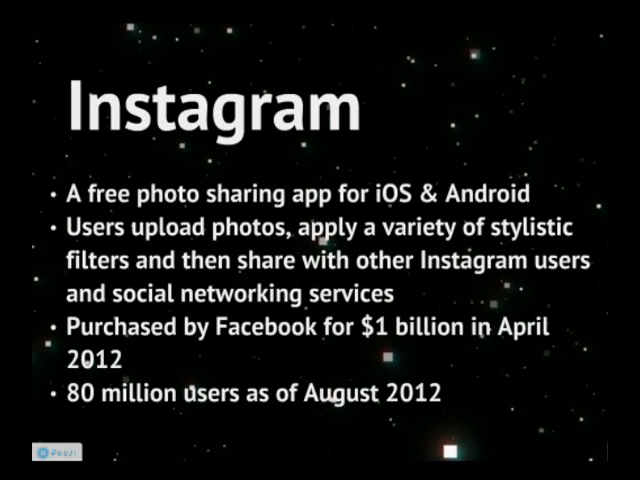 Instagram
• A free photo sharing app for iOS & Android
• Users upload photos, apply a variety of stylistic
filters and then share with other Instagram users
and social networking services
• Purchased by Facebook for $1 billion in April
2012
• 80 million users as of August 2012
Prezi